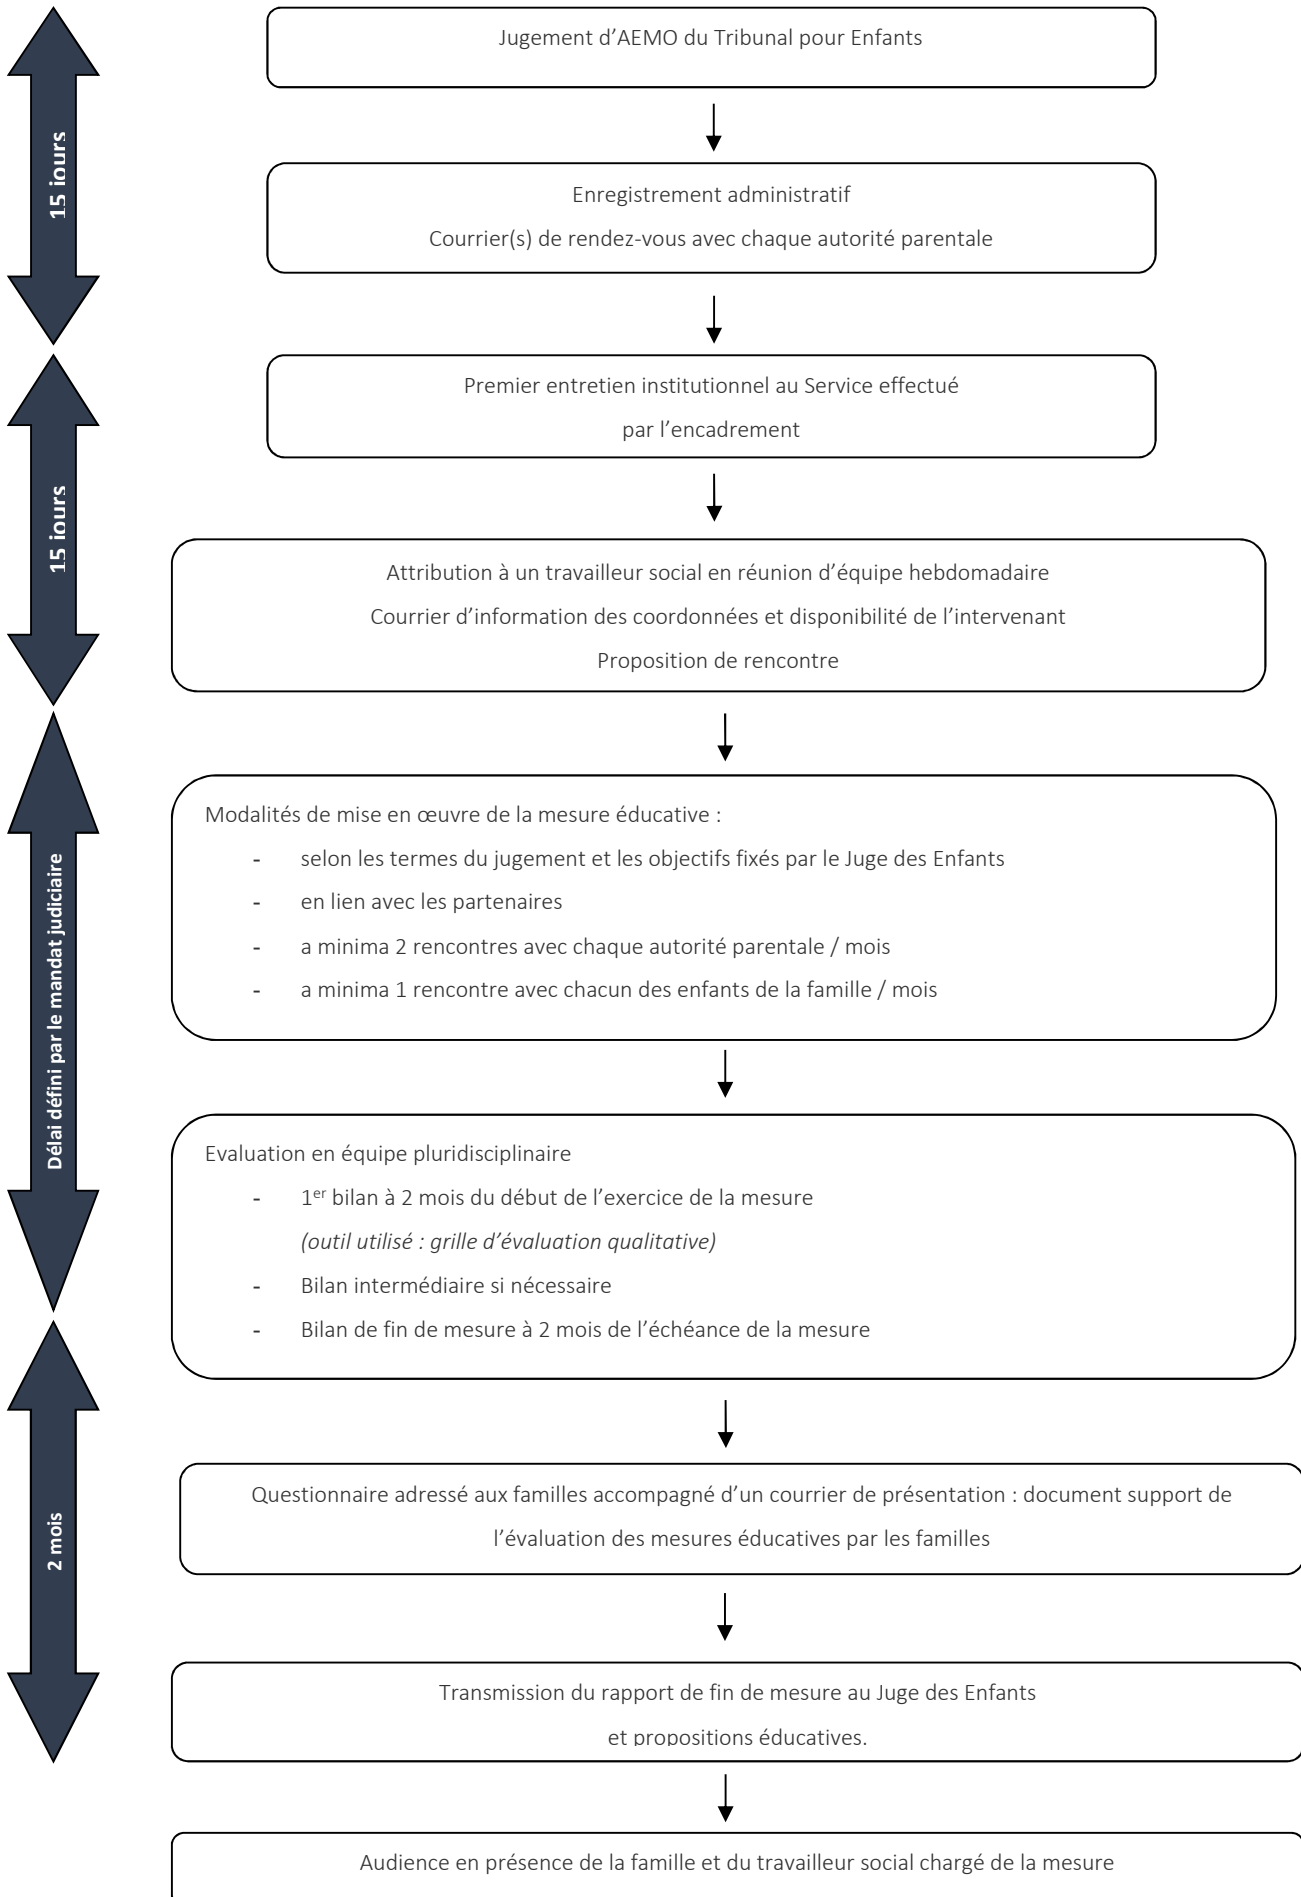 Jugement d’AEMO du Tribunal pour Enfants
15 jours
Enregistrement administratif
Courrier(s) de rendez-vous avec chaque autorité parentale
Premier entretien institutionnel au Service effectué
par l’encadrement
15 jours
Attribution à un travailleur social en réunion d’équipe hebdomadaire
Courrier d’information des coordonnées et disponibilité de l’intervenant
Proposition de rencontre
Délai défini par le mandat judiciaire
Modalités de mise en œuvre de la mesure éducative :
- selon les termes du jugement et les objectifs fixés par le Juge des Enfants
- en lien avec les partenaires
- a minima 2 rencontres avec chaque autorité parentale / mois
- a minima 1 rencontre avec chacun des enfants de la famille / mois
Evaluation en équipe pluridisciplinaire
- 1er bilan à 2 mois du début de l’exercice de la mesure
(outil utilisé : grille d’évaluation qualitative)
- Bilan intermédiaire si nécessaire
- Bilan de fin de mesure à 2 mois de l’échéance de la mesure
2 mois
Questionnaire adressé aux familles accompagné d’un courrier de présentation : document support de
l’évaluation des mesures éducatives par les familles
Transmission du rapport de fin de mesure au Juge des Enfants
et propositions éducatives.
Audience en présence de la famille et du travailleur social chargé de la mesure